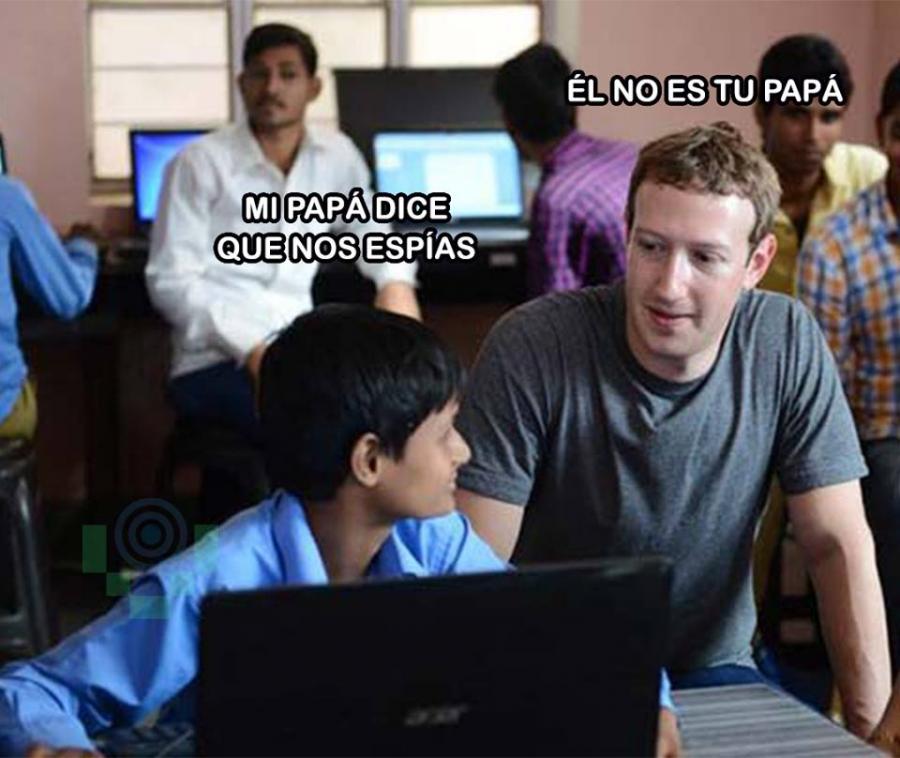 MI PAPÁ DICE
QUE NOS ESPÍAS
ÉL NO ES TU PAPÁ
acer